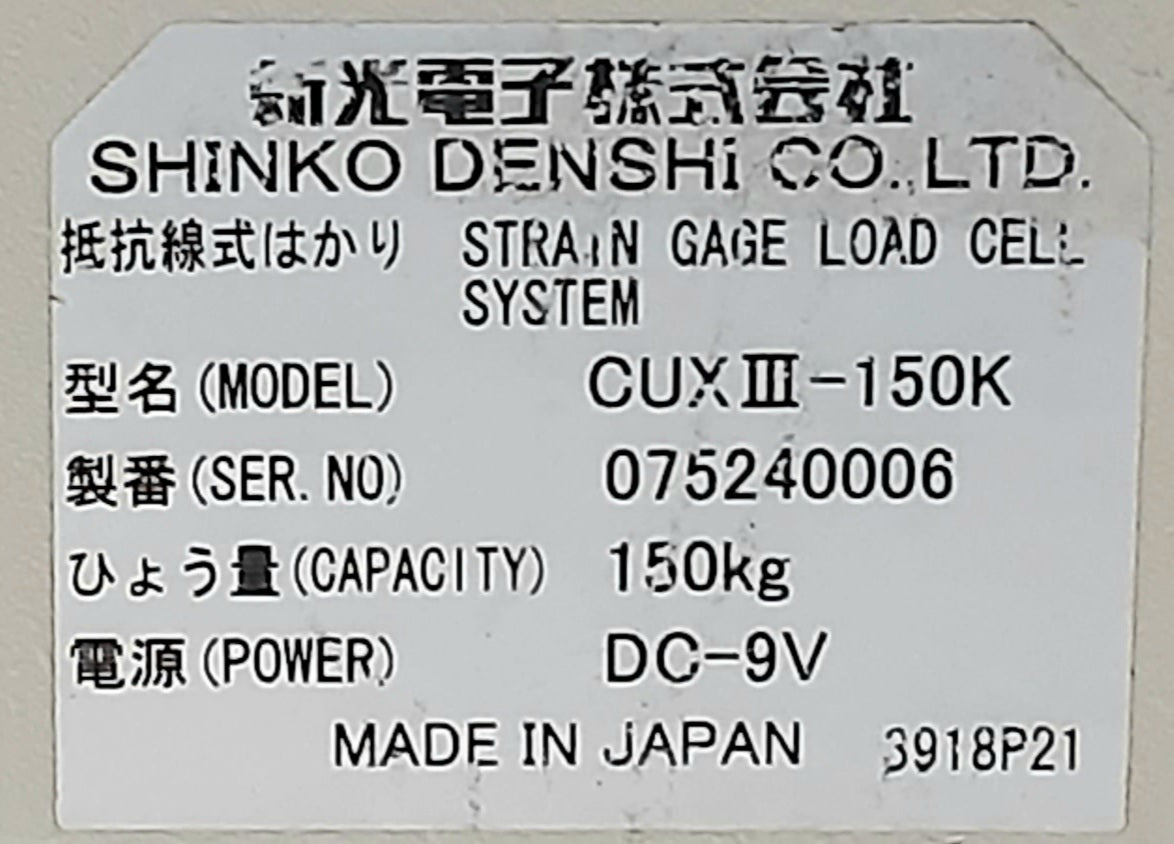 新光電子株式会社
SHINKO DENSHI CO.,LTD.
抵抗線式はかり STRAIN GAGE LOAD CELL
SYSTEM
型名(MODEL) CUXⅢ-150K
製番(SER.NO) 075240006
ひょう量(CAPACITY) 150kg
電源(POWER) DC-9V
MADE IN JAPAN 3918P21